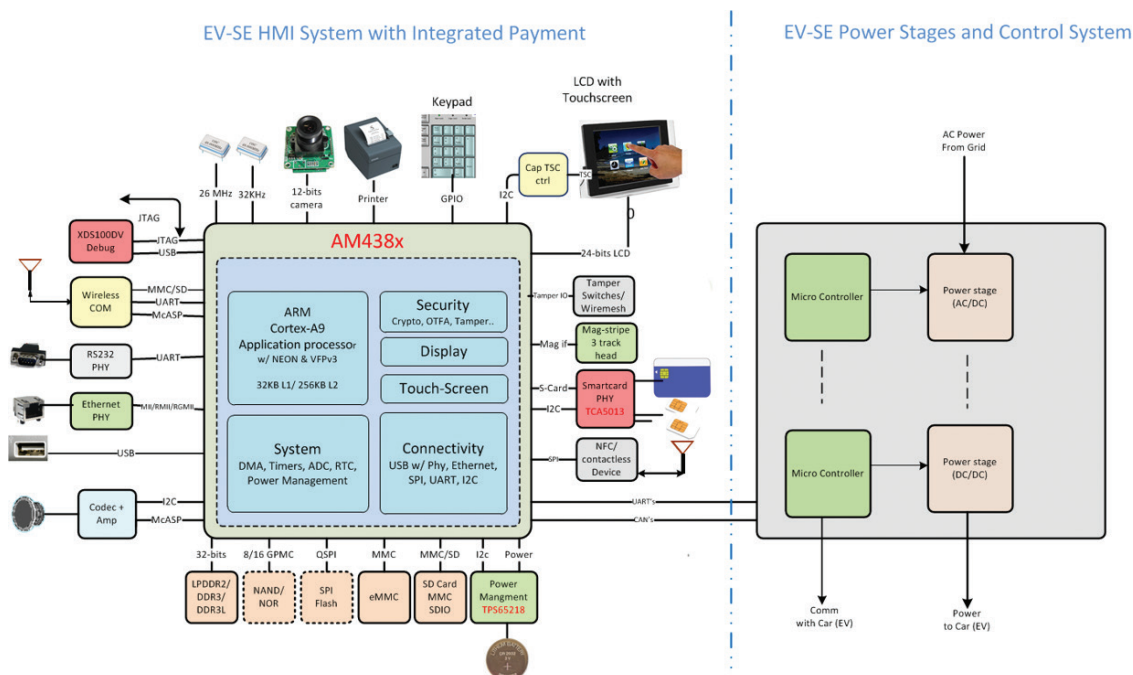 EV-SE HMI System with Integrated Payment
EV-SE Power Stages and Control System
LCD with
Touchscreen
Keypad
AC Power
From Grid
Cap TSC
ctrl
TSC
26 MHz
32KHz
12-bits
camera
Printer
GPIO
I2C
JTAG
XDS100DV
Debug
JTAG
USB
AM438x
24-bits LCD
Wireless
COM
MMC/SD
UART
McASP
ARM
Cortex-A9
Application processor
w/ NEON & VFPv3
32KB L1/ 256KB L2
Security
Crypto, OTFA, Tamper..
Display
Touch-Screen
System
DMA, Timers, ADC, RTC,
Power Management
Connectivity
USB w/ Phy, Ethernet,
SPI, UART, I2C
Tamper IO
Tamper
Switches/
Wiremesh
Mag if
Mag-stripe
3 track
head
S-Card
I2C
Smartcard
PHY
TCA5013
SPI
NFC/
contactless
Device
UART's
CAN's
RS232
PHY
UART
Ethernet
PHY
MII/RMII/RGMII
USB
Codec +
Amp
I2C
McASP
32-bits
8/16 GPMC
QSPI
MMC
MMC/SD
I2c
Power
LPDDR2/
DDR3/
DDR3L
NAND/
NOR
SPI
Flash
eMMC
SD Card
MMC
SDIO
Power
Managment
TPS65218
Micro Controller
Power stage
(AC/DC)
Micro Controller
Power stage
(DC/DC)
Comm
with Car (EV)
Power
to Car (EV)